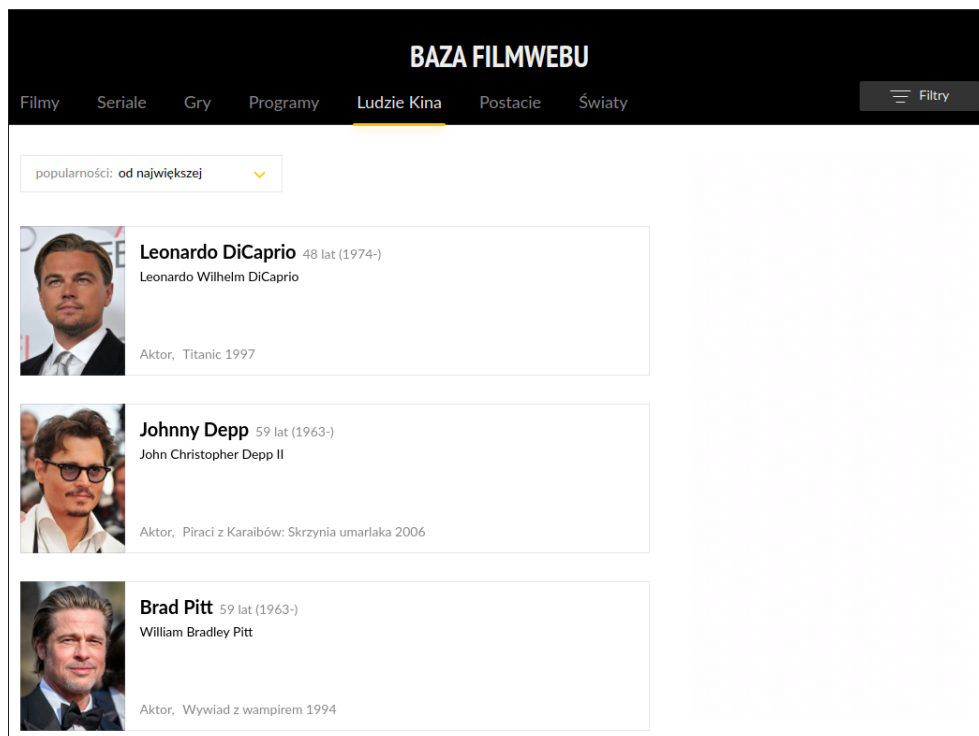 BAZA FILMWEBU
Filmy Seriale Gry Programy Ludzie Kina Postacie Światy Filtry
popularności: od największej
Leonardo DiCaprio 48 lat (1974-)
Leonardo Wilhelm DiCaprio
Aktor, Titanic 1997
Johnny Depp 59 lat (1963-)
John Christopher Depp II
Aktor, Piraci z Karaibów: Skrzynia umarlaka 2006
Brad Pitt 59 lat (1963-)
William Bradley Pitt
Aktor, Wywiad z wampirem 1994